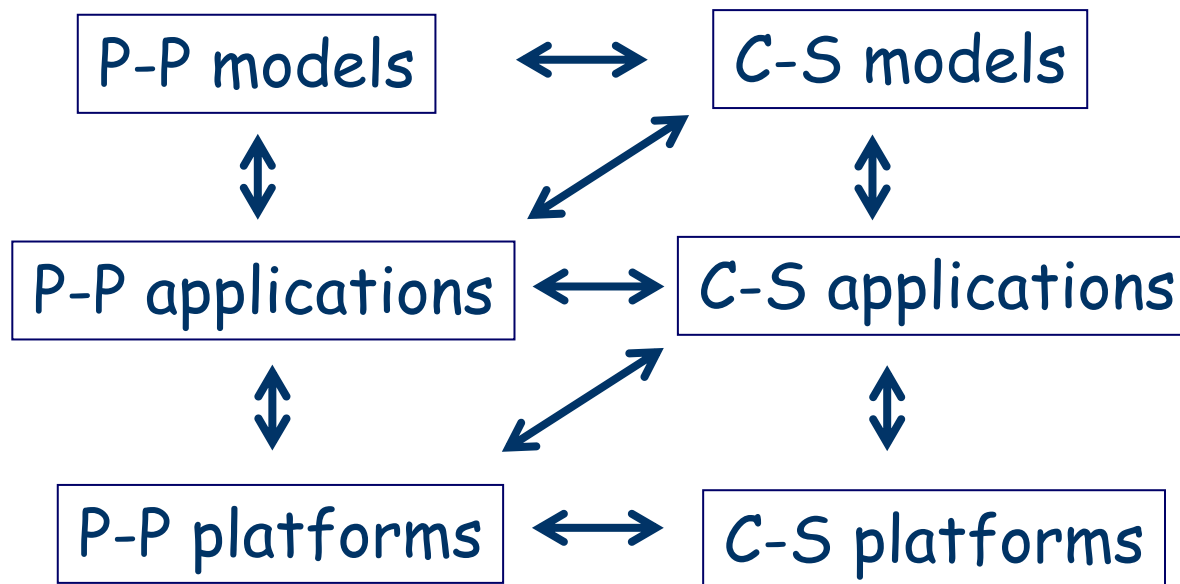 P-P models
C-S models
P-P applications
C-S applications
P-P platforms
C-S platforms